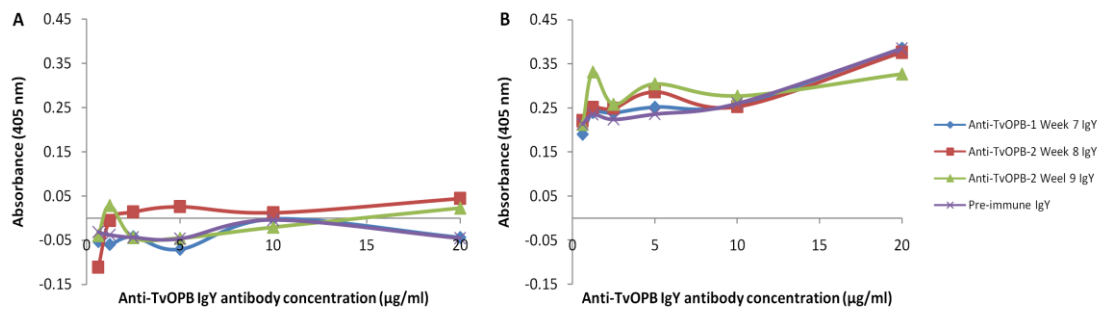 A
0.45
0.35
0.25
0.15
0.05
-0.05
-0.15
0
5
10
15
20
Absorbance (405 nm)
Anti-TvOPB IgY antibody concentration (µg/ml)
B
0.45
0.35
0.25
0.15
0.05
-0.05
-0.15
0
5
10
15
20
Absorbance (405 nm)
Anti-TvOPB IgY antibody concentration (µg/ml)
Anti-TvOPB-1 Week 7 IgY
Anti-TvOPB-2 Week 8 IgY
Anti-TvOPB-2 Weel 9 IgY
Pre-immune IgY